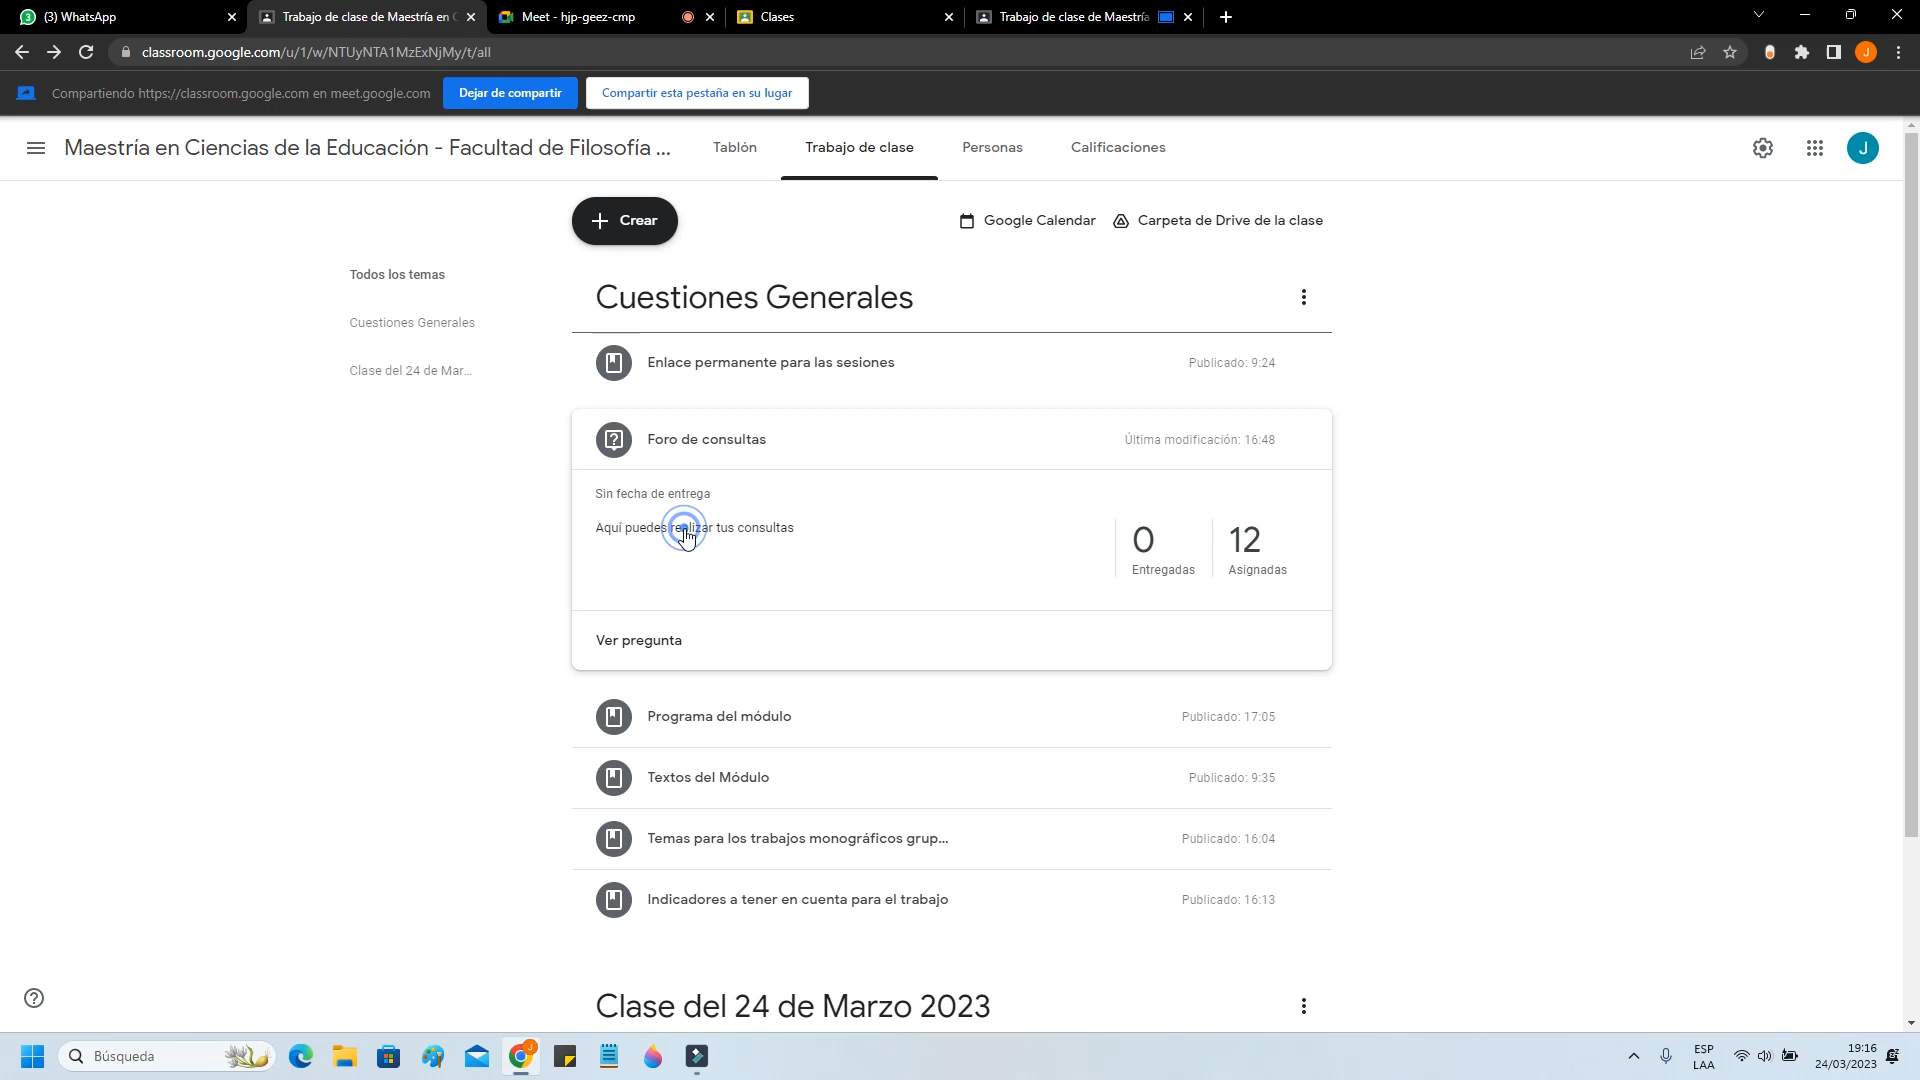 (3) WhatsApp
Trabajo de clase de Maestría en C
Meet - hjp-geez-cmp
Clases
Trabajo de clase de Maestría
classroom.google.com/u/1/w/NTUyNTA1MzExNjMy/t/all
J
Compartiendo https://classroom.google.com en meet.google.com
Dejar de compartir
Compartir esta pestaña en su lugar
Maestría en Ciencias de la Educación - Facultad de Filosofía ...
Tablón
Trabajo de clase
Personas
Calificaciones
J
Crear
Google Calendar
Carpeta de Drive de la clase
Todos los temas
Cuestiones Generales
Clase del 24 de Mar...
Cuestiones Generales
Enlace permanente para las sesiones
Publicado: 9:24
Foro de consultas
Última modificación: 16:48
Sin fecha de entrega
Aquí puedes realizar tus consultas
0
Entregadas
12
Asignadas
Ver pregunta
Programa del módulo
Publicado: 17:05
Textos del Módulo
Publicado: 9:35
Temas para los trabajos monográficos grup...
Publicado: 16:04
Indicadores a tener en cuenta para el trabajo
Publicado: 16:13
Clase del 24 de Marzo 2023
Búsqueda
J
ESP
LAA
19:16
24/03/2023